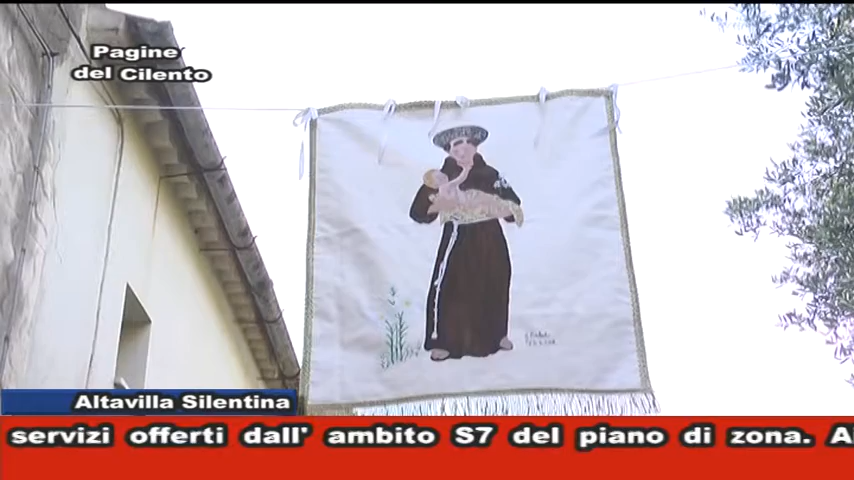 Pagine
del Cilento
Altavilla Silentina
servizi offerti dall' ambito S7 del piano di zona. A